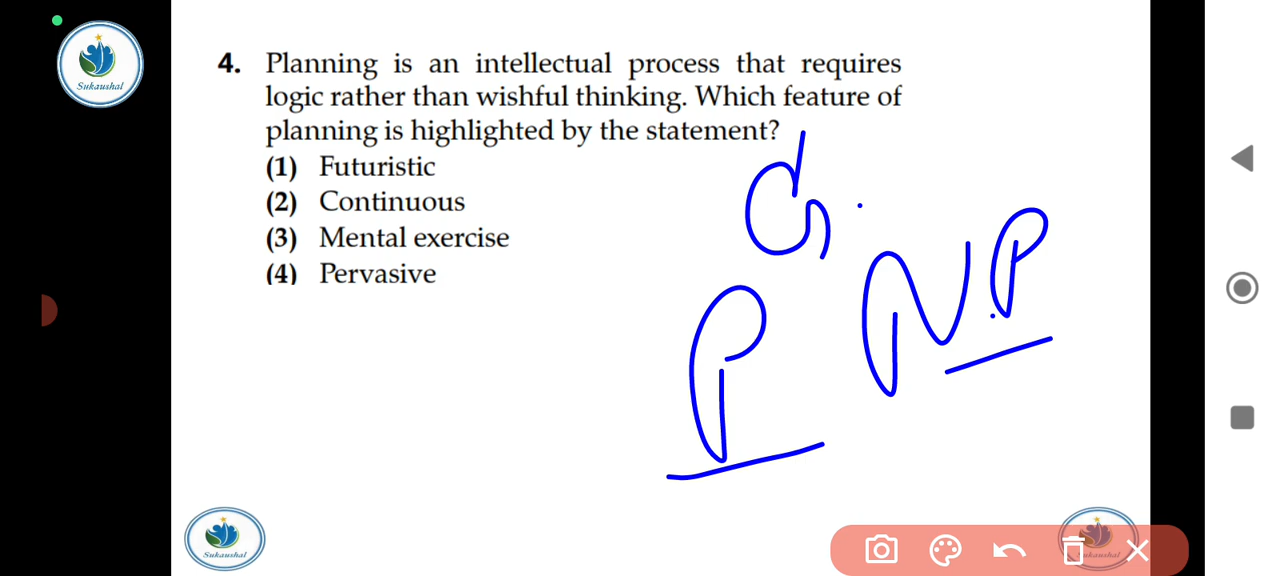 Sukaushal
4. Planning is an intellectual process that requires
logic rather than wishful thinking. Which feature of
planning is highlighted by the statement?
(1) Futuristic
(2) Continuous
(3) Mental exercise
(4) Pervasive
P
N.P
Sukaushal